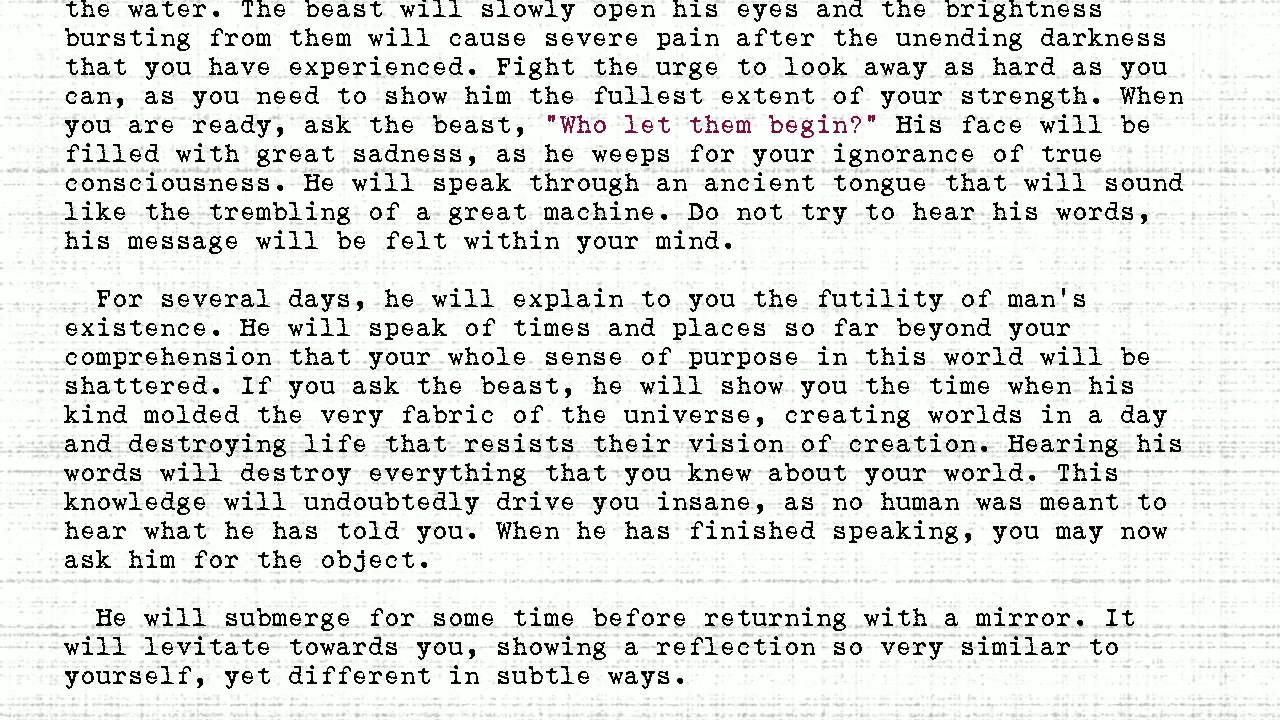 the water. The beast will slowly open his eyes and the brightness
bursting from them will cause severe pain after the unending darkness
that you have experienced. Fight the urge to look away as hard as you
can, as you need to show him the fullest extent of your strength. When
you are ready, ask the beast, "Who let them begin?" His face will be
filled with great sadness, as he weeps for your ignorance of true
consciousness. He will speak through an ancient tongue that will sound
like the trembling of a great machine. Do not try to hear his words,
his message will be felt within your mind.
For several days, he will explain to you the futility of man's
existence. He will speak of times and places so far beyond your
comprehension that your whole sense of purpose in this world will be
shattered. If you ask the beast, he will show you the time when his
kind molded the very fabric of the universe, creating worlds in a day
and destroying life that resists their vision of creation. Hearing his
words will destroy everything that you knew about your world. This
knowledge will undoubtedly drive you insane, as no human was meant to
hear what he has told you. When he has finished speaking, you may now
ask him for the object.
He will submerge for some time before returning with a mirror. It
will levitate towards you, showing a reflection so very similar to
yourself, yet different in subtle ways.